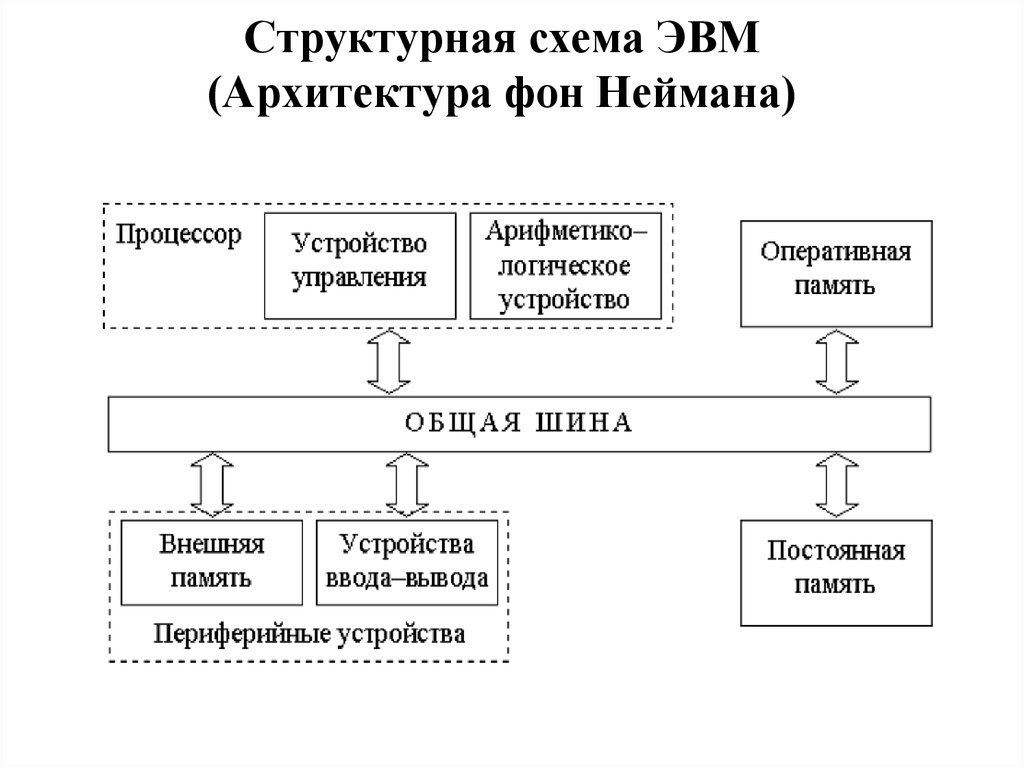 Структурная схема ЭВМ
(Архитектура фон Неймана)
Процессор
Устройство
управления
Арифметико–
логическое
устройство
Оперативная
память
ОБЩАЯ ШИНА
Внешняя
память
Устройства
ввода–вывода
Периферийные устройства
Постоянная
память